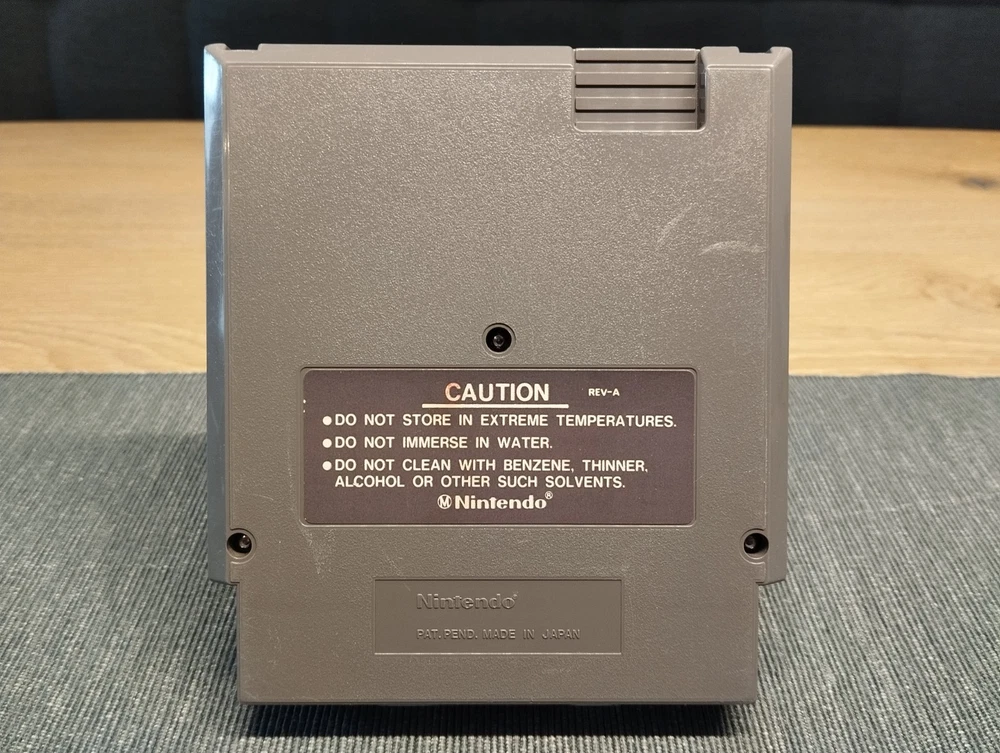 CAUTION REV-A
●DO NOT STORE IN EXTREME TEMPERATURES.
●DO NOT IMMERSE IN WATER.
●DO NOT CLEAN WITH BENZENE, THINNER,
ALCOHOL OR OTHER SUCH SOLVENTS.
Ⓜ Nintendo®
Nintendo®
PAT.PEND. MADE IN JAPAN